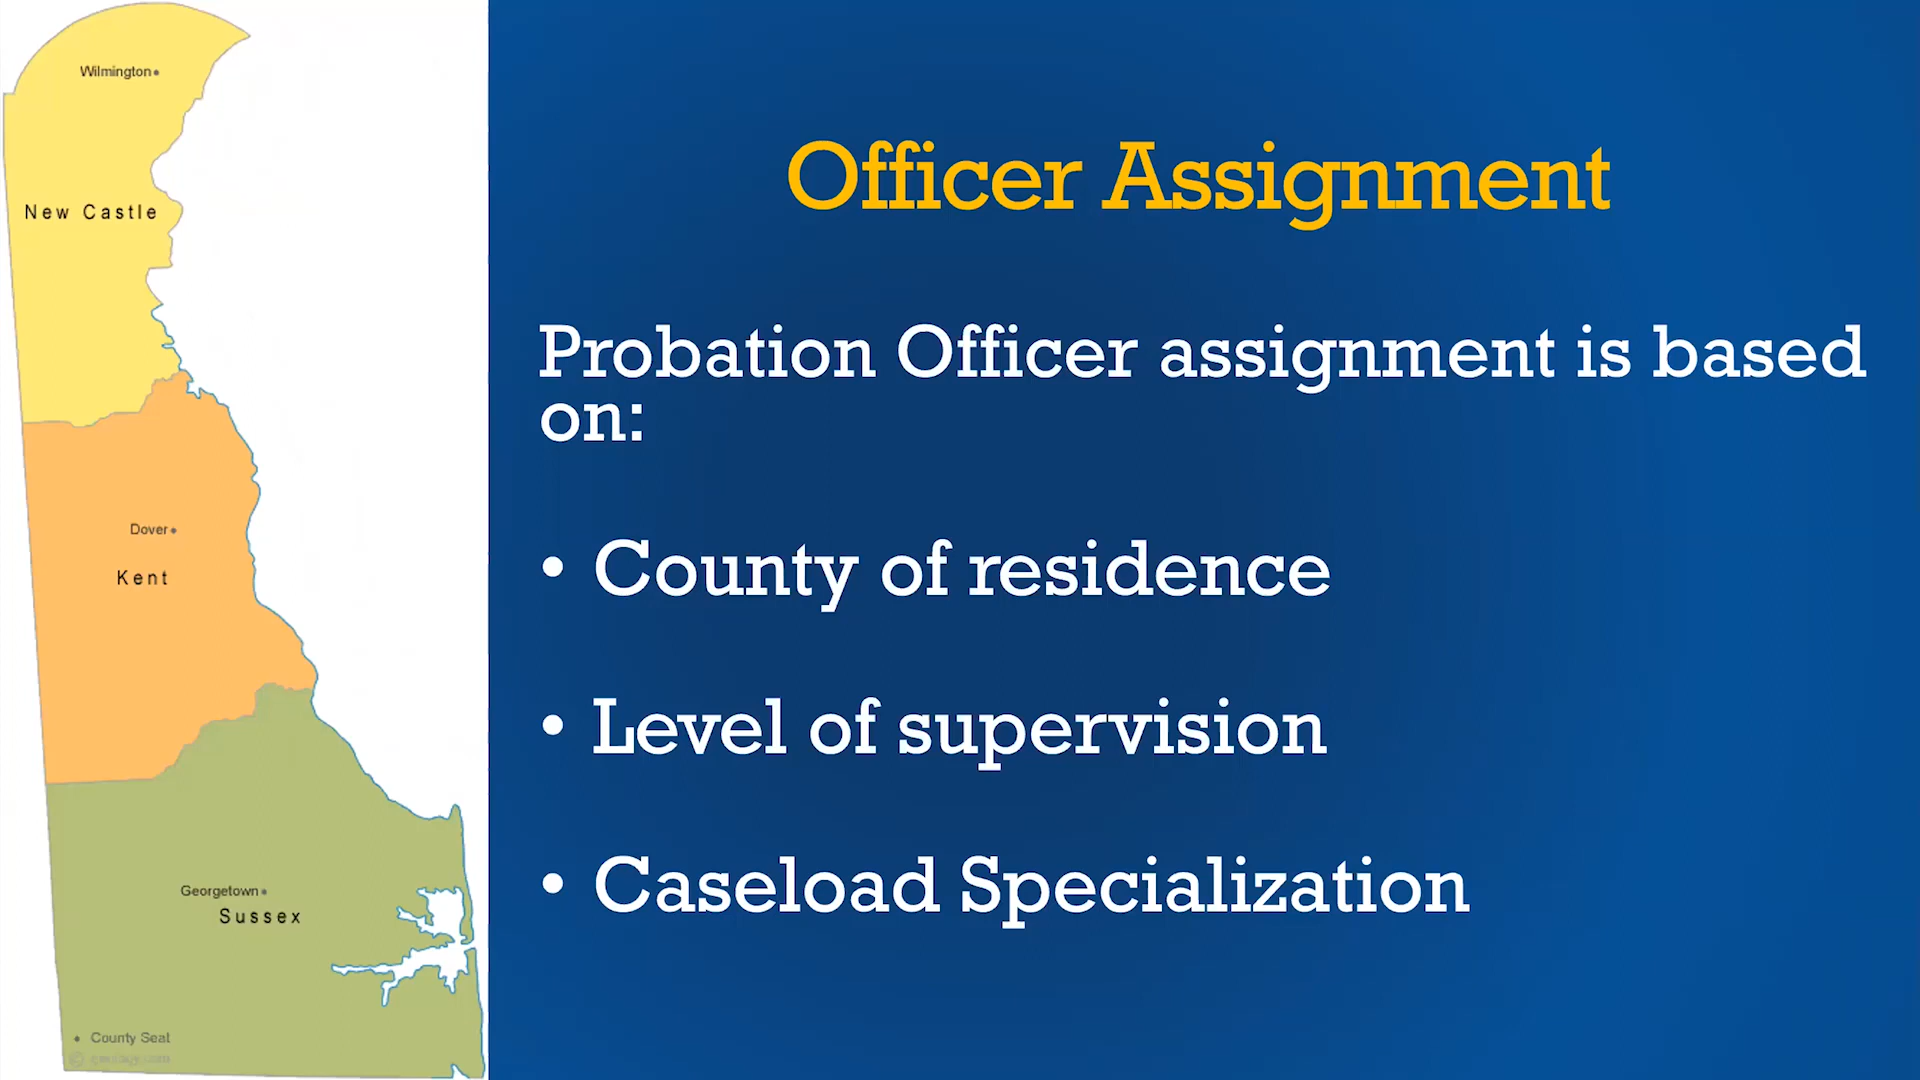 Wilmington
New Castle
Dover
Kent
Georgetown
Sussex
County Seat
Officer Assignment
Probation Officer assignment is based
on:
• County of residence
• Level of supervision
• Caseload Specialization